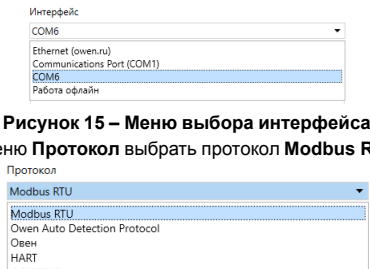 Интерфейс
COM6
Ethernet (owen.ru)
Communications Port (COM1)
COM6
Работа офлайн
Рисунок 15 – Меню выбора интерфейса
Протокол выбрать протокол Modbus
Протокол
Modbus RTU
Modbus RTU
Owen Auto Detection Protocol
Овен
HART